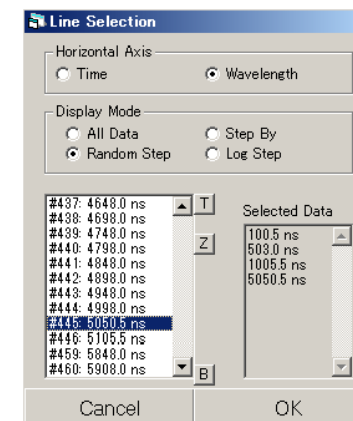 Line Selection
Horizontal Axis
Time
Wavelength
Display Mode
All Data
Step By
Random Step
Log Step
#437: 4648.0 ns
#438: 4698.0 ns
#439: 4748.0 ns
#440: 4798.0 ns
#441: 4848.0 ns
#442: 4898.0 ns
#443: 4948.0 ns
#444: 4998.0 ns
#445: 5050.5 ns
#446: 5105.5 ns
#459: 5848.0 ns
#460: 5908.0 ns
T
Z
B
Selected Data
100.5 ns
503.0 ns
1005.5 ns
5050.5 ns
Cancel
OK